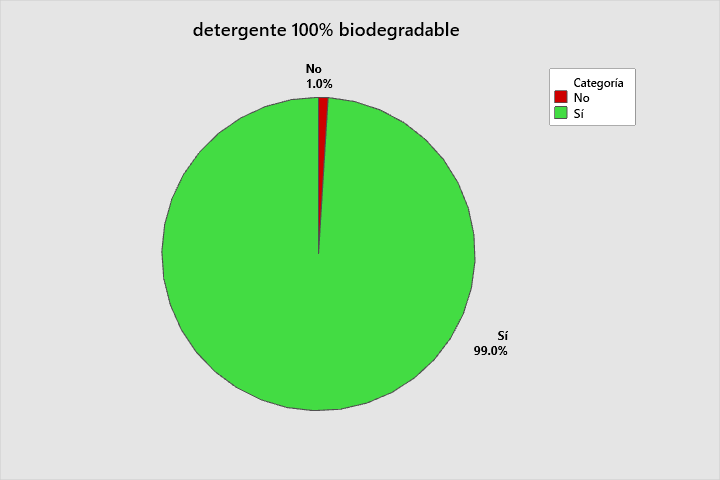 detergente 100% biodegradable
No
1.0%
Categoría
No
Sí
Sí
99.0%